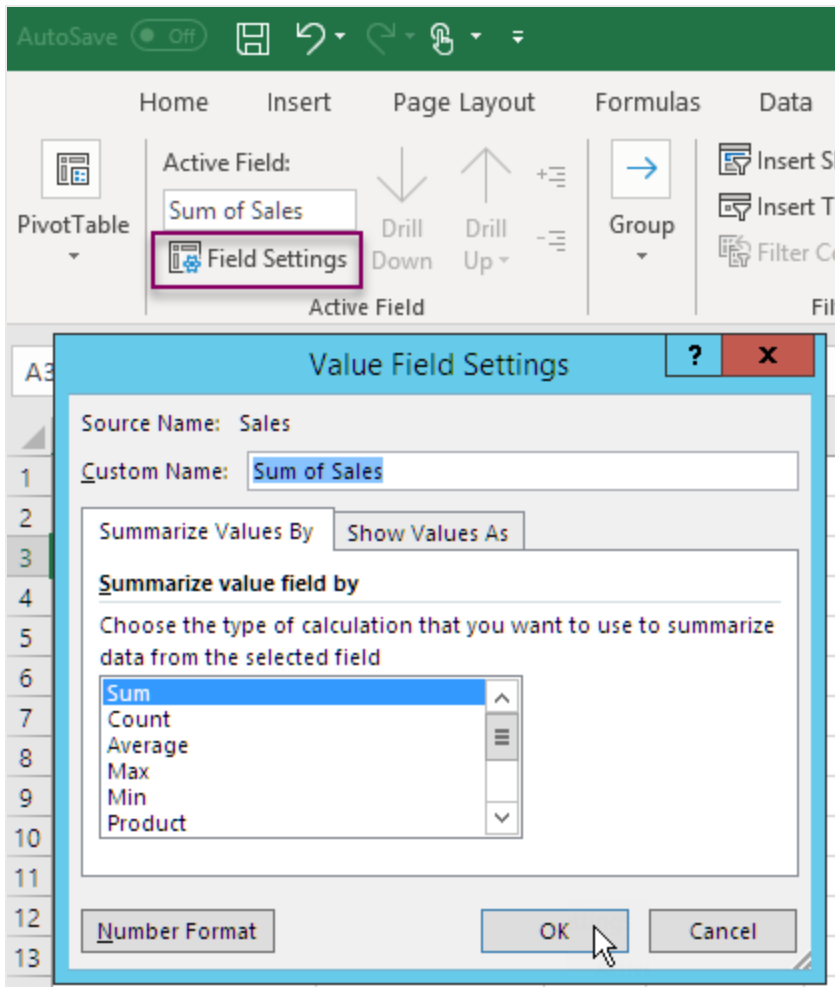 AutoSave Off
Home Insert Page Layout Formulas Data
Active Field:
Sum of Sales
Field Settings
PivotTable
Drill Down
Drill Up
Group
Insert
Insert
Filter
Active Field
A3
Value Field Settings
? X
Source Name: Sales
Custom Name: Sum of Sales
Summarize Values By Show Values As
Summarize value field by
Choose the type of calculation that you want to use to summarize
data from the selected field
Sum
Count
Average
Max
Min
Product
Number Format OK Cancel
1
2
3
4
5
6
7
8
9
10
11
12
13